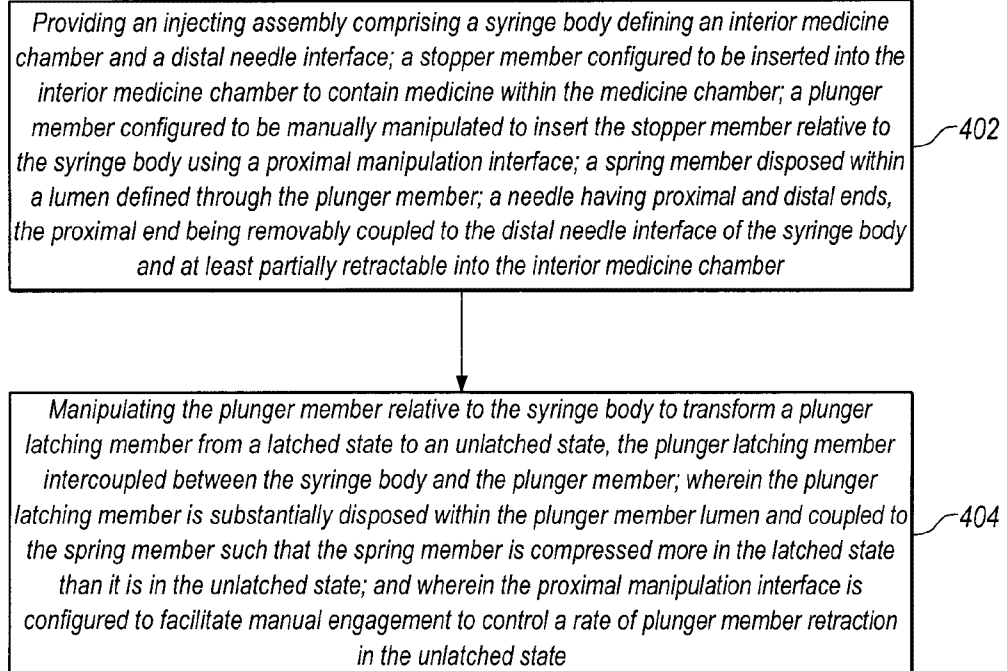 Providing an injecting assembly comprising a syringe body defining an interior medicine
chamber and a distal needle interface; a stopper member configured to be inserted into the
interior medicine chamber to contain medicine within the medicine chamber; a plunger
member configured to be manually manipulated to insert the stopper member relative to
the syringe body using a proximal manipulation interface; a spring member disposed within
a lumen defined through the plunger member; a needle having proximal and distal ends,
the proximal end being removably coupled to the distal needle interface of the syringe body
and at least partially retractable into the interior medicine chamber
402
Manipulating the plunger member relative to the syringe body to transform a plunger
latching member from a latched state to an unlatched state, the plunger latching member
intercoupled between the syringe body and the plunger member; wherein the plunger
latching member is substantially disposed within the plunger member lumen and coupled to
the spring member such that the spring member is compressed more in the latched state
than it is in the unlatched state; and wherein the proximal manipulation interface is
configured to facilitate manual engagement to control a rate of plunger member retraction
in the unlatched state
404